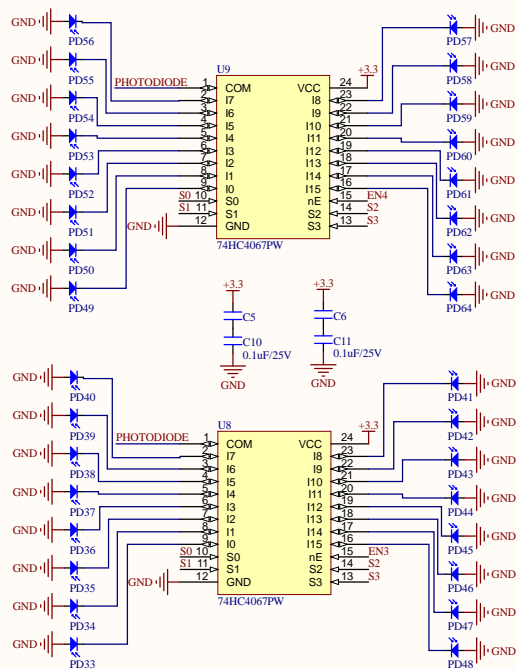 GND PD56 PD57 GND
U9
GND PD55 +3.3 PD58 GND
PHOTODIODE 1 COM VCC 24
GND PD54 2 I7 I8 23 PD59 GND
3 I6 I9 22
4 I5 I10 21
GND PD53 5 I4 I11 20 PD60 GND
6 I3 I12 19
GND PD52 7 I2 I13 18 PD61 GND
8 I1 I14 17
9 I0 I15 16
S0 10 S0 nE 15 EN4
GND PD51 S1 11 S1 S2 14 S2 PD62 GND
GND 12 GND S3 13 S3
74HC4067PW
GND PD50 PD63 GND
GND PD49 PD64 GND
+3.3 +3.3
C5 C6
C10 C11
0.1uF/25V 0.1uF/25V
GND GND
GND PD40 PD41 GND
U8
GND PD39 +3.3 PD42 GND
PHOTODIODE 1 COM VCC 24
GND PD38 2 I7 I8 23 PD43 GND
3 I6 I9 22
4 I5 I10 21
GND PD37 5 I4 I11 20 PD44 GND
6 I3 I12 19
GND PD36 7 I2 I13 18 PD45 GND
8 I1 I14 17
9 I0 I15 16
S0 10 S0 nE 15 EN3
GND PD35 S1 11 S1 S2 14 S2 PD46 GND
GND 12 GND S3 13 S3
74HC4067PW
GND PD34 PD47 GND
GND PD33 PD48 GND